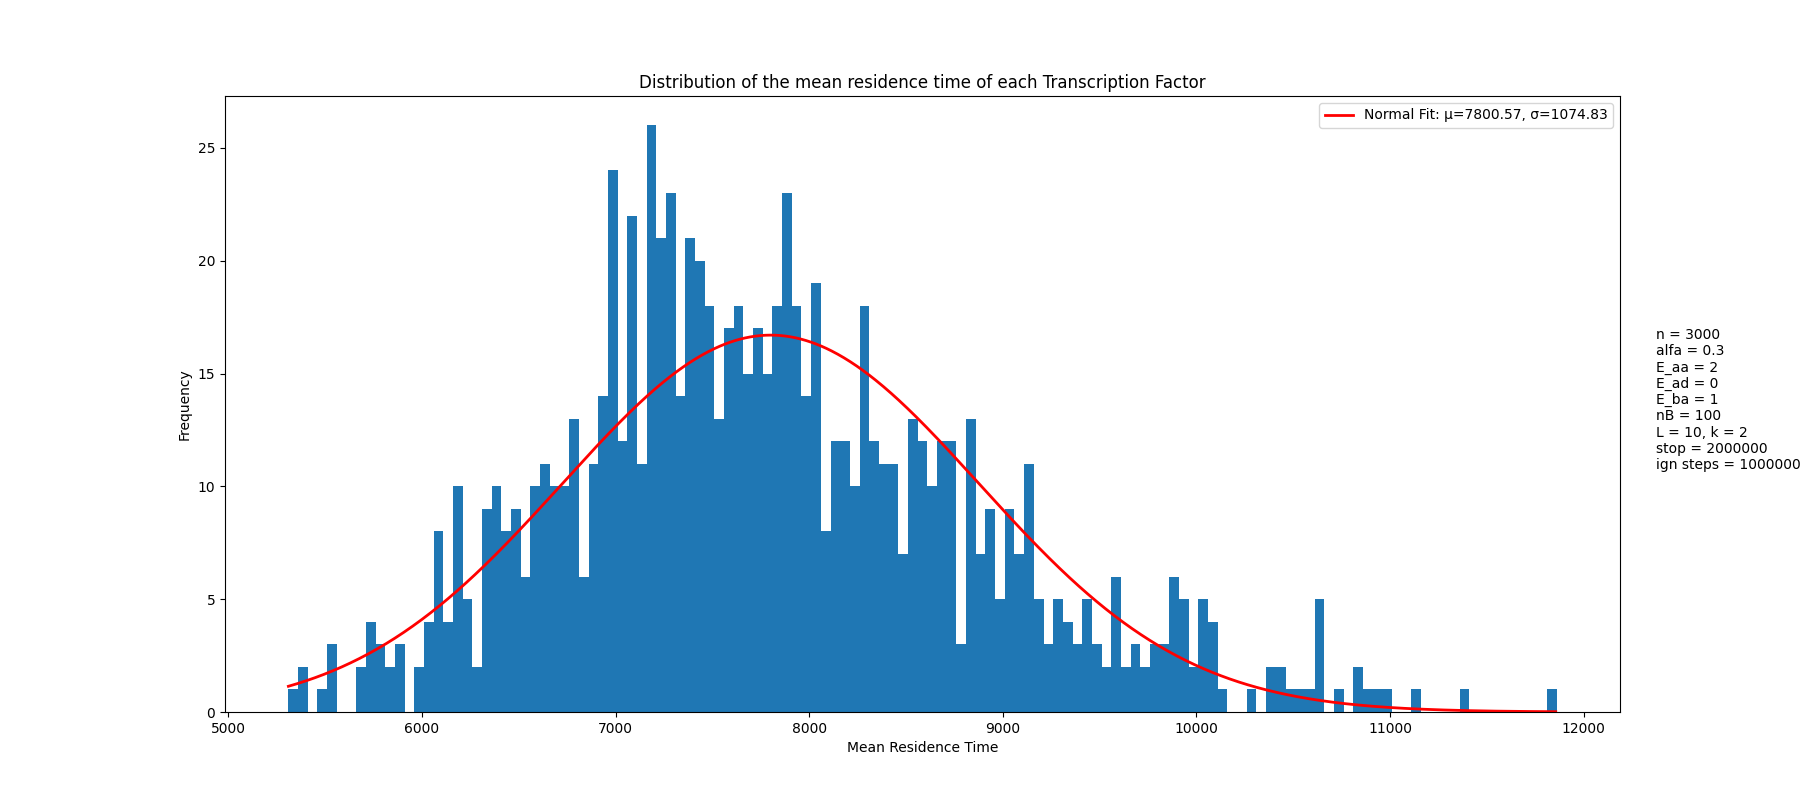 Distribution of the mean residence time of each Transcription Factor
Normal Fit: μ=7800.57, σ=1074.83
Frequency
25
20
15
10
5
0
5000 6000 7000 8000 9000 10000 11000 12000
Mean Residence Time
n = 3000
alfa = 0.3
E_aa = 2
E_ad = 0
E_ba = 1
nB = 100
L = 10, k = 2
stop = 2000000
ign steps = 1000000